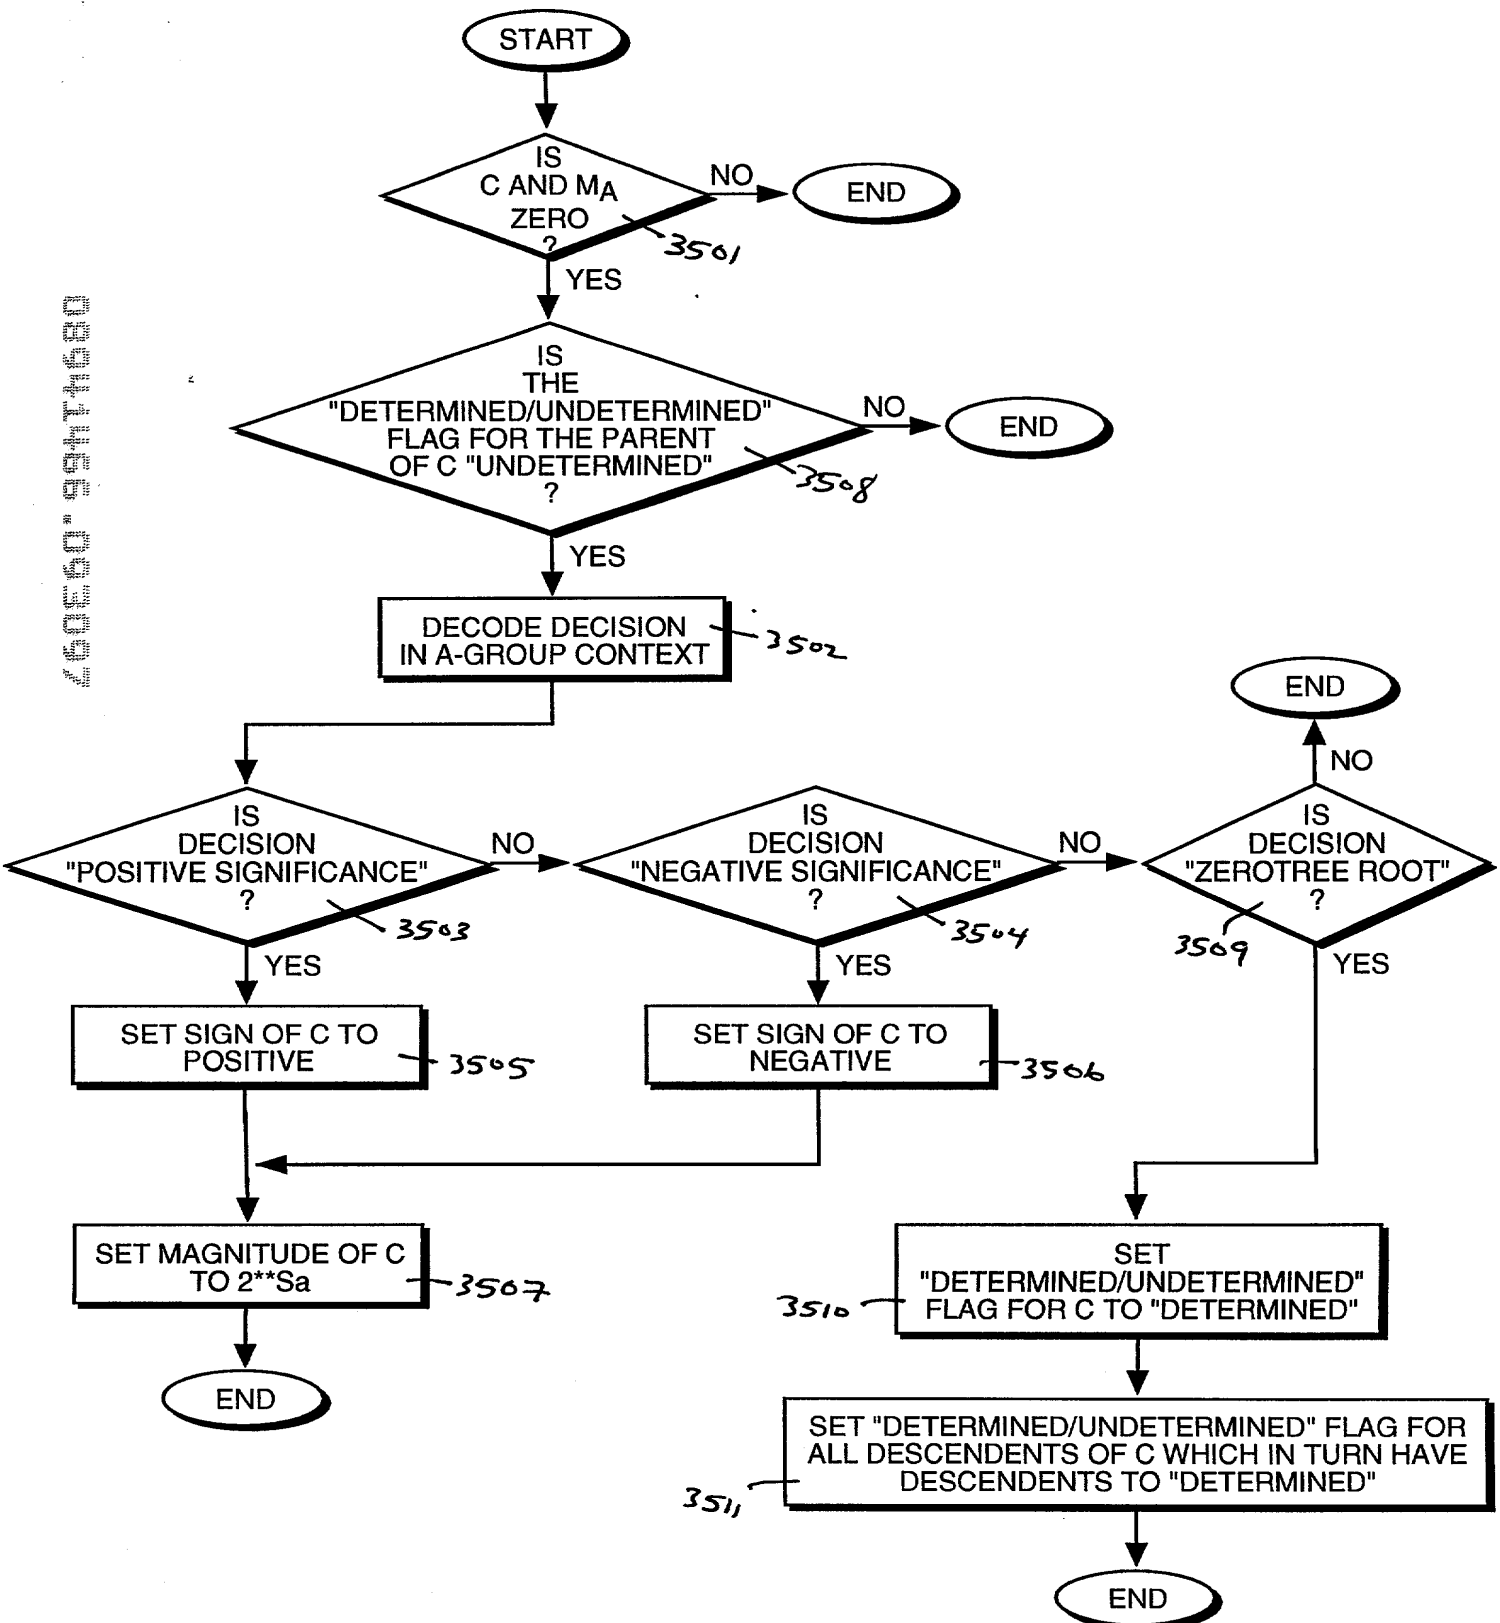 START
IS
C AND MA
ZERO
?
3501
NO
END
YES
IS
THE
"DETERMINED/UNDETERMINED"
FLAG FOR THE PARENT
OF C "UNDETERMINED"
?
3508
NO
END
YES
DECODE DECISION
IN A-GROUP CONTEXT
3502
END
NO
IS
DECISION
"POSITIVE SIGNIFICANCE"
?
3503
NO
IS
DECISION
"NEGATIVE SIGNIFICANCE"
?
3504
NO
IS
DECISION
"ZEROTREE ROOT"
?
3509
YES
YES
YES
SET SIGN OF C TO
POSITIVE
3505
SET SIGN OF C TO
NEGATIVE
3506
SET MAGNITUDE OF C
TO 2**Sa
3507
END
SET
"DETERMINED/UNDETERMINED"
FLAG FOR C TO "DETERMINED"
3510
SET "DETERMINED/UNDETERMINED" FLAG FOR
ALL DESCENDENTS OF C WHICH IN TURN HAVE
DESCENDENTS TO "DETERMINED"
3511
END
08941466.093097